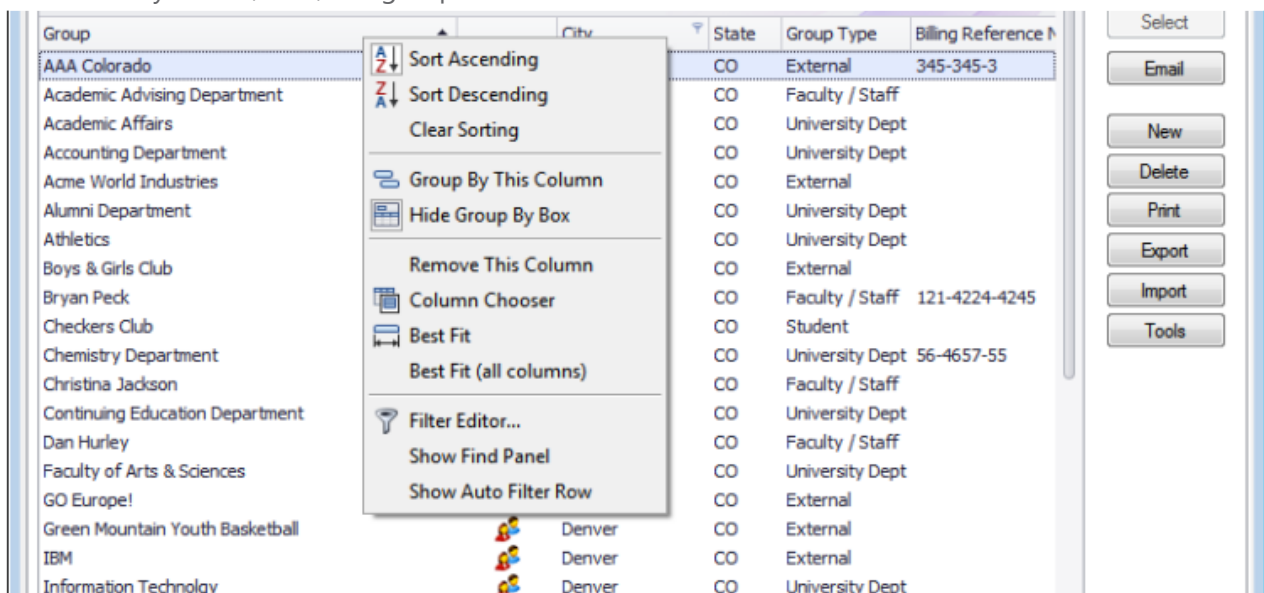 Group City State Group Type Billing Reference N Select
AAA Colorado CO External 345-345-3 Email
Academic Advising Department CO Faculty / Staff
Academic Affairs CO University Dept New
Accounting Department CO University Dept
Acme World Industries CO External Delete
Alumni Department CO University Dept Print
Athletics CO University Dept
Boys & Girls Club CO External Export
Bryan Peck CO Faculty / Staff 121-4224-4245 Import
Checkers Club CO Student Tools
Chemistry Department CO University Dept 56-4657-55
Christina Jackson CO Faculty / Staff
Continuing Education Department CO University Dept
Dan Hurley CO Faculty / Staff
Faculty of Arts & Sciences CO University Dept
GO Europe! CO External
Green Mountain Youth Basketball Denver CO External
IBM Denver CO External
Information Technolgy Denver CO University Dept
Sort Ascending
Sort Descending
Clear Sorting
Group By This Column
Hide Group By Box
Remove This Column
Column Chooser
Best Fit
Best Fit (all columns)
Filter Editor...
Show Find Panel
Show Auto Filter Row